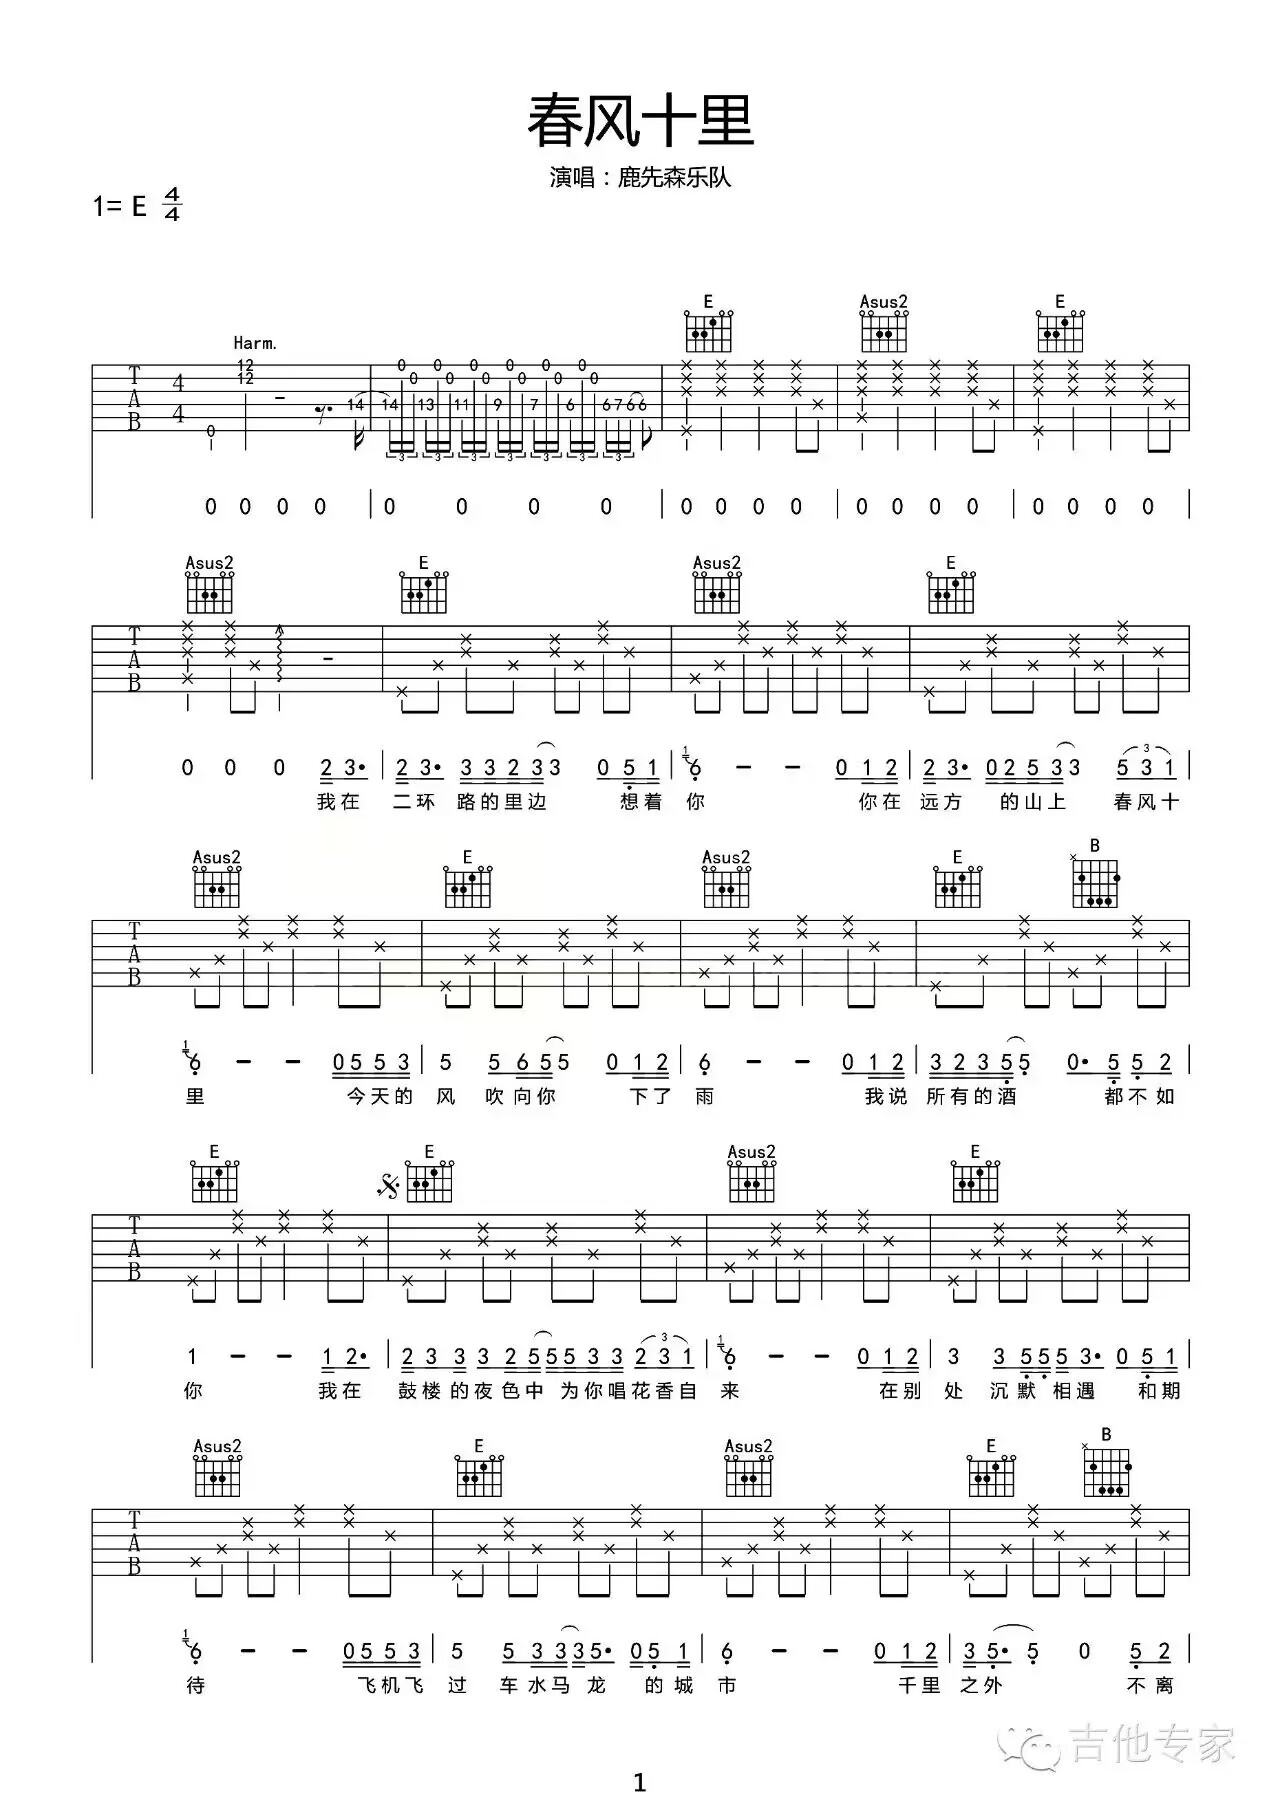 春风十里
演唱：鹿先森乐队
1= E 4/4
E Asus2 E
Harm.
T A B 4/4
0 12 12 14 14 0 0 13 0 0 11 0 0 9 0 0 7 0 0 6 0 0 6 7 6 6
3 3 3 3 3 3 3
0 0 0 0 0 0 0 0 0 0 0 0 0 0 0 0 0 0 0 0
Asus2 E Asus2 E
T A B
0 0 0 2 3· 2 3· 3 3 2 3 3 0 5 1 1 6 - - 0 1 2 2 3· 0 2 5 3 3 5 3 1
我在 二环 路的里边 想着 你 你在 远方 的山上 春风十
Asus2 E Asus2 E B
T A B
1 6 - - 0 5 5 3 5 5 6 5 5 0 1 2 6 - - 0 1 2 3 2 3 5 5 0· 5 5 2
里 今天的 风 吹向你 下了 雨 我说 所有的酒 都不如
E E Asus2 E
T A B
1 - - 1 2· 2 3 3 3 2 5 5 5 3 3 2 3 1 1 6 - - 0 1 2 3 3 5 5 5 3· 0 5 1
你 我在 鼓楼的夜色中 为你唱花香自 来 在别 处 沉默相遇 和期
Asus2 E Asus2 E B
T A B
1 6 - - 0 5 5 3 5 5 3 3 3 5· 0 5 1 6 - - 0 1 2 3 5· 5 0 5 2
待 飞机飞 过 车水马龙 的城 市 千里 之外 不离
吉他专家
1